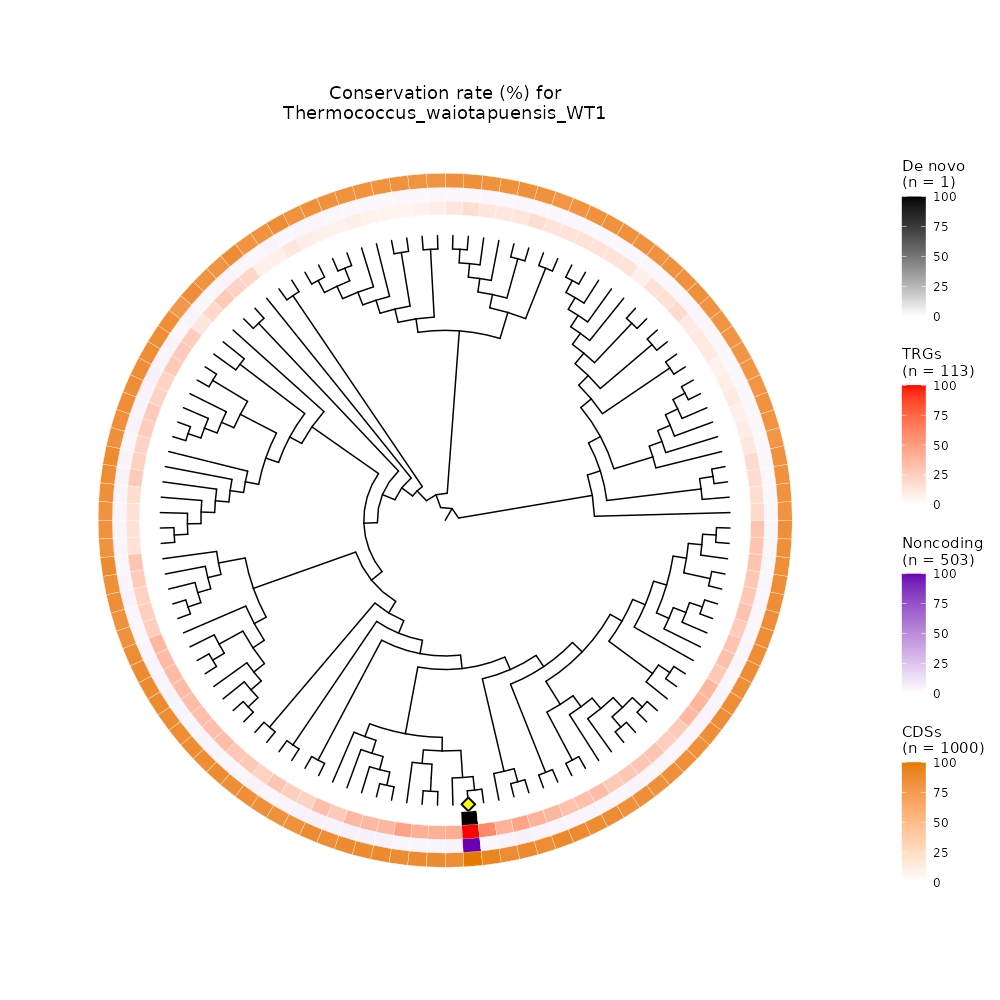 Conservation rate (%) for
Thermococcus_waiotapuensis_WT1
De novo
(n = 1)
100
75
50
25
0
TRGs
(n = 113)
100
75
50
25
0
Noncoding
(n = 503)
100
75
50
25
0
CDSs
(n = 1000)
100
75
50
25
0